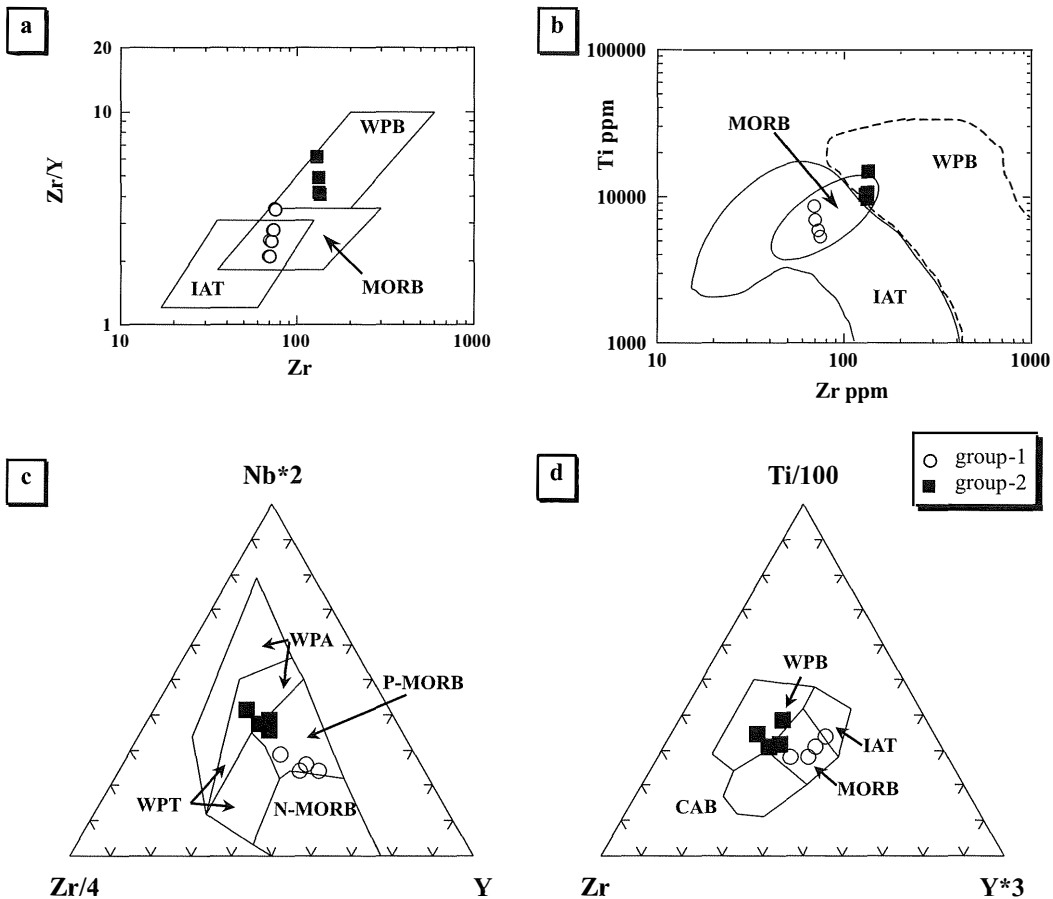 a
20
10
1
10
100
1000
Zr/Y
Zr
WPB
IAT
MORB
b
100000
10000
1000
10
100
1000
Ti ppm
Zr ppm
MORB
WPB
IAT
group-1
group-2
c
Nb*2
WPA
P-MORB
WPT
N-MORB
Zr/4
Y
d
Ti/100
WPB
IAT
MORB
CAB
Zr
Y*3